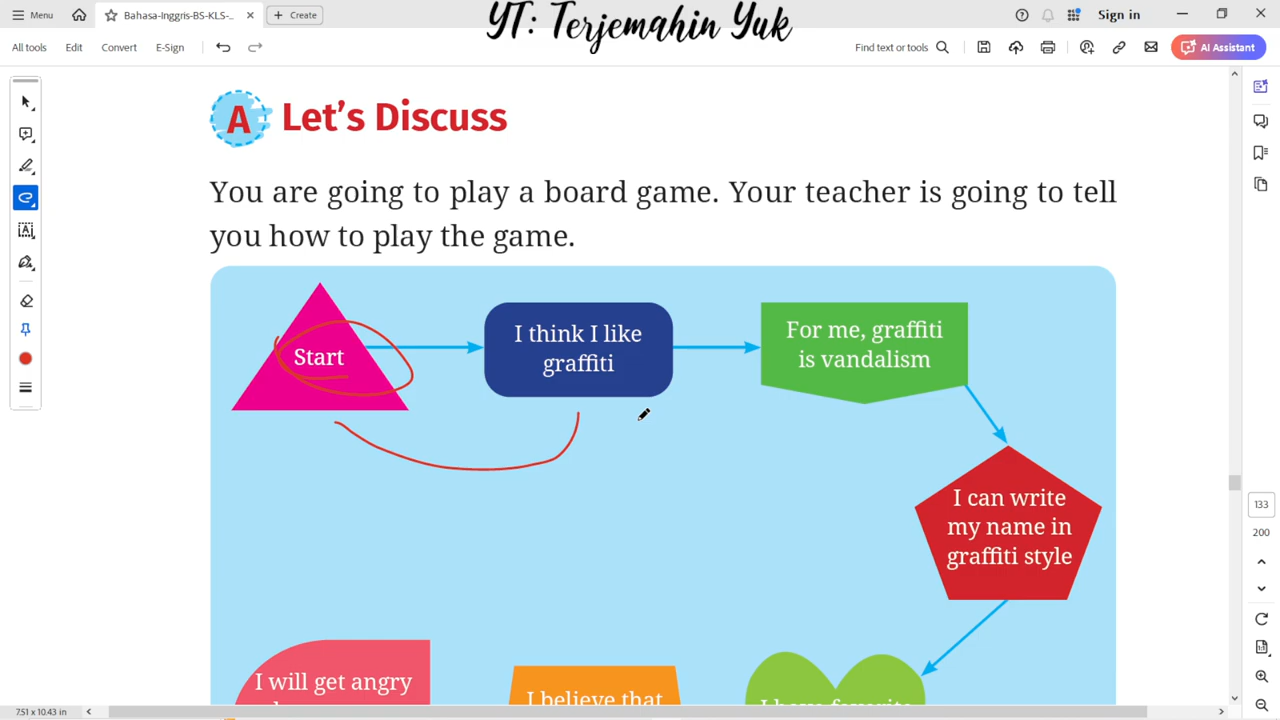 Menu
Bahasa-Inggris-BS-KLS-...
Create
YT: Terjemahin Yuk
Sign in
All tools
Edit
Convert
E-Sign
Find text or tools
AI Assistant
A Let's Discuss
You are going to play a board game. Your teacher is going to tell
you how to play the game.
Start
I think I like
graffiti
For me, graffiti
is vandalism
I can write
my name in
graffiti style
I will get angry
I believe that
I have favorite
133
200
7.51 x 10.43 in